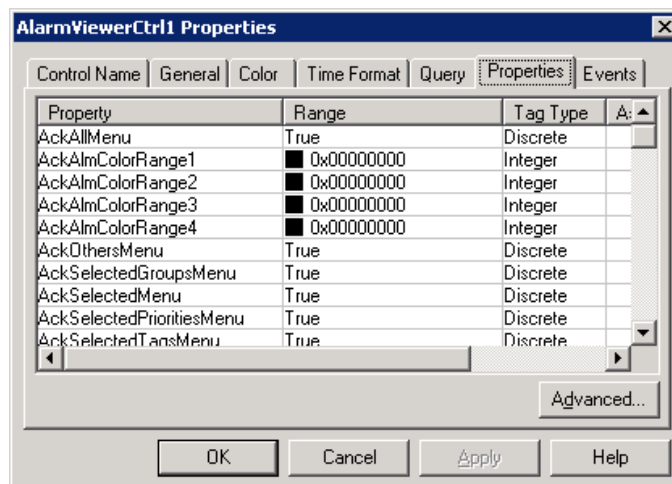 AlarmViewerCtrl1 Properties
Control Name General Color Time Format Query Properties Events
Property Range Tag Type
AckAllMenu True Discrete
AckAlmColorRange1 0x00000000 Integer
AckAlmColorRange2 0x00000000 Integer
AckAlmColorRange3 0x00000000 Integer
AckAlmColorRange4 0x00000000 Integer
AckOthersMenu True Discrete
AckSelectedGroupsMenu True Discrete
AckSelectedMenu True Discrete
AckSelectedPrioritiesMenu True Discrete
AckSelectedTagsMenu True Discrete
Advanced...
OK Cancel Apply Help